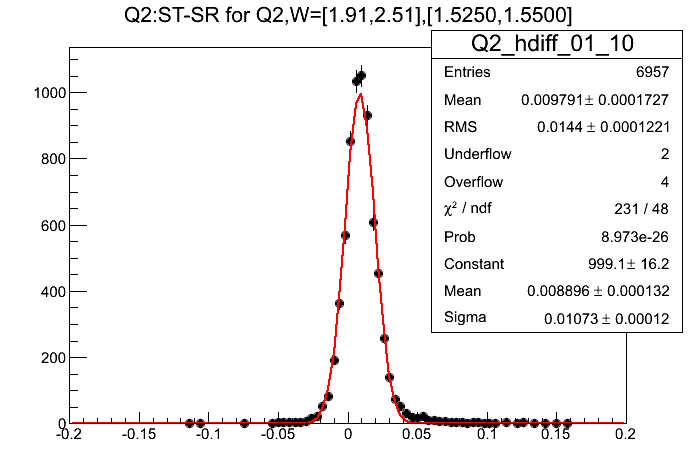 Q2:ST-SR for Q2,W=[1.91,2.51],[1.5250,1.5500]
Q2_hdiff_01_10
Entries 6957
Mean 0.009791± 0.0001727
RMS 0.0144 ± 0.0001221
Underflow 2
Overflow 4
χ² / ndf 231 / 48
Prob 8.973e-26
Constant 999.1± 16.2
Mean 0.008896 ± 0.000132
Sigma 0.01073 ± 0.00012
1000
800
600
400
200
0
-0.2 -0.15 -0.1 -0.05 0 0.05 0.1 0.15 0.2